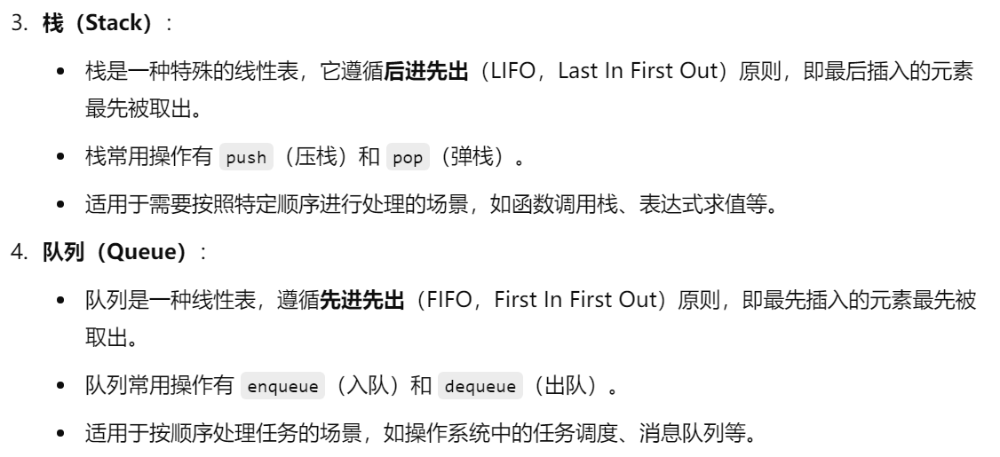 3. 栈（Stack）：
• 栈是一种特殊的线性表，它遵循后进先出（LIFO，Last In First Out）原则，即最后插入的元素
最先被取出。
• 栈常用操作有 push（压栈）和 pop（弹栈）。
• 适用于需要按照特定顺序进行处理的场景，如函数调用栈、表达式求值等。
4. 队列（Queue）：
• 队列是一种线性表，遵循先进先出（FIFO，First In First Out）原则，即最先插入的元素最先被
取出。
• 队列常用操作有 enqueue（入队）和 dequeue（出队）。
• 适用于按顺序处理任务的场景，如操作系统中的任务调度、消息队列等。